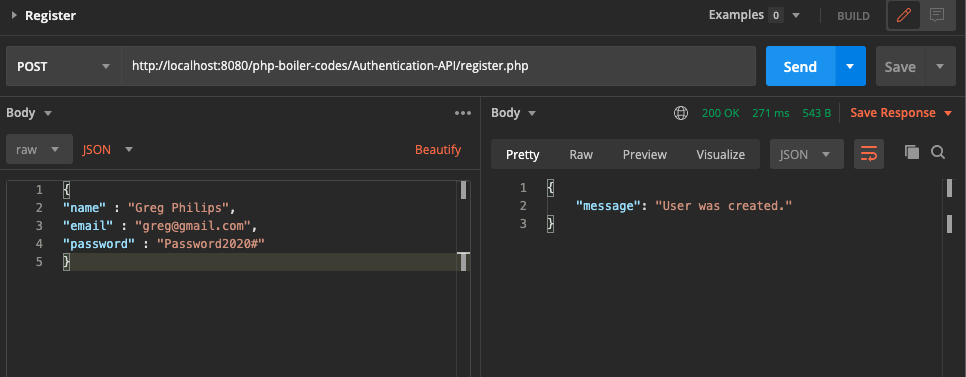 Register
Examples 0
BUILD
POST
http://localhost:8080/php-boiler-codes/Authentication-API/register.php
Send
Save
Body
raw
JSON
Beautify
1 {
2 "name" : "Greg Philips",
3 "email" : "greg@gmail.com",
4 "password" : "Password2020#"
5 }
Body
200 OK 271 ms 543 B
Save Response
Pretty Raw Preview Visualize
JSON
1 {
2 "message": "User was created."
3 }